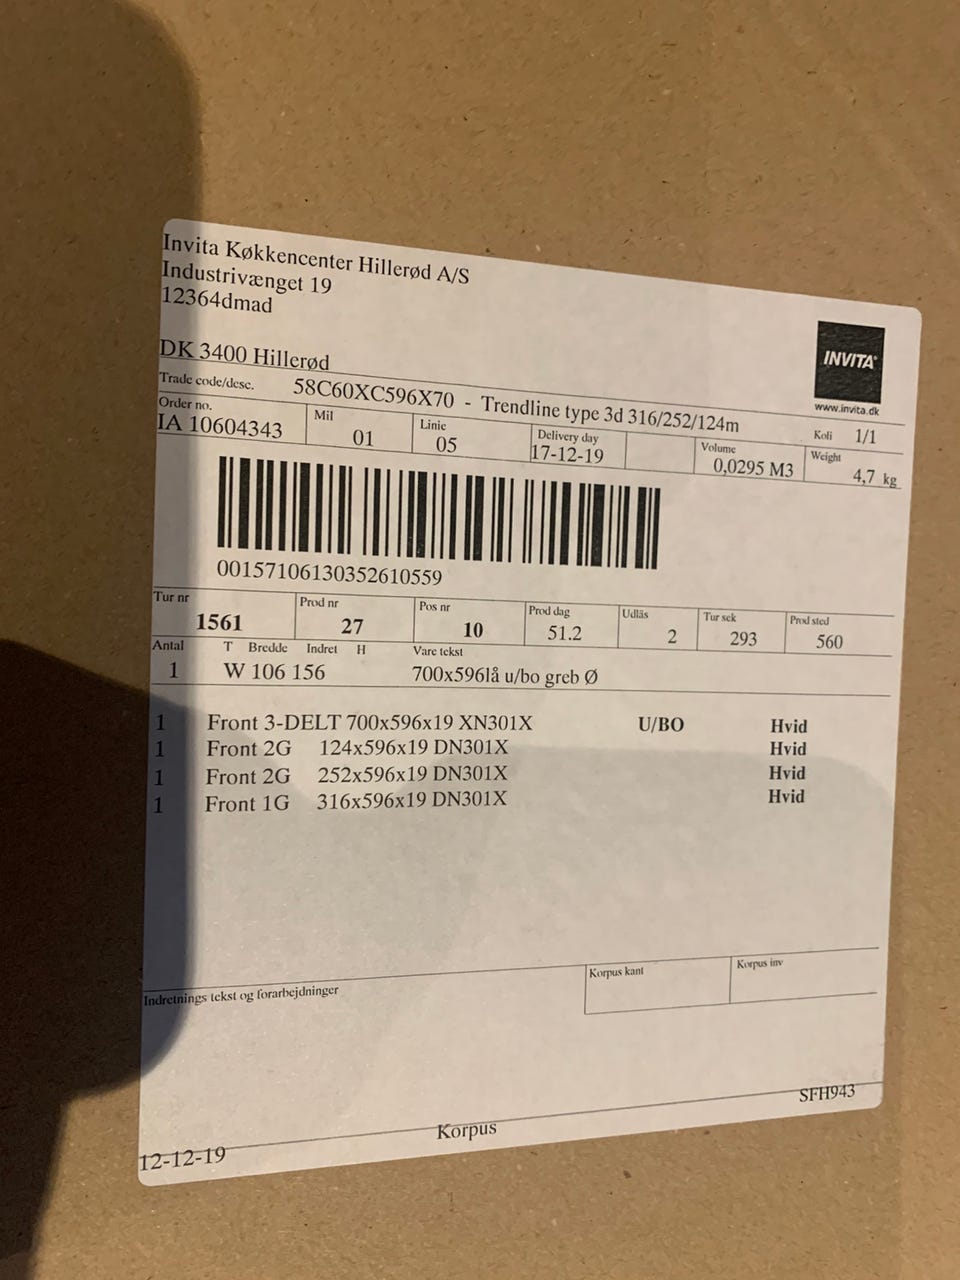 Invita Køkkencenter Hillerød A/S
Industrivænget 19
12364dmad
DK 3400 Hillerød
INVITA
www.invita.dk
Trade code/desc. 58C60XC596X70 - Trendline type 3d 316/252/124m
Koli 1/1
Order no. Mil Linie Delivery day Volume Weight
IA 10604343 01 05 17-12-19 0,0295 M3 4,7 kg
00157106130352610559
Tur nr Prod nr Pos nr Prod dag Udläs Tur sek Prod sted
1561 27 10 51.2 2 293 560
Antal T Bredde Indret H Vare tekst
1 W 106 156 700x596lå u/bo greb Ø
1 Front 3-DELT 700x596x19 XN301X U/BO Hvid
1 Front 2G 124x596x19 DN301X Hvid
1 Front 2G 252x596x19 DN301X Hvid
1 Front 1G 316x596x19 DN301X Hvid
Indretnings tekst og forarbejdninger Korpus kant Korpus inv
SFH943
12-12-19 Korpus